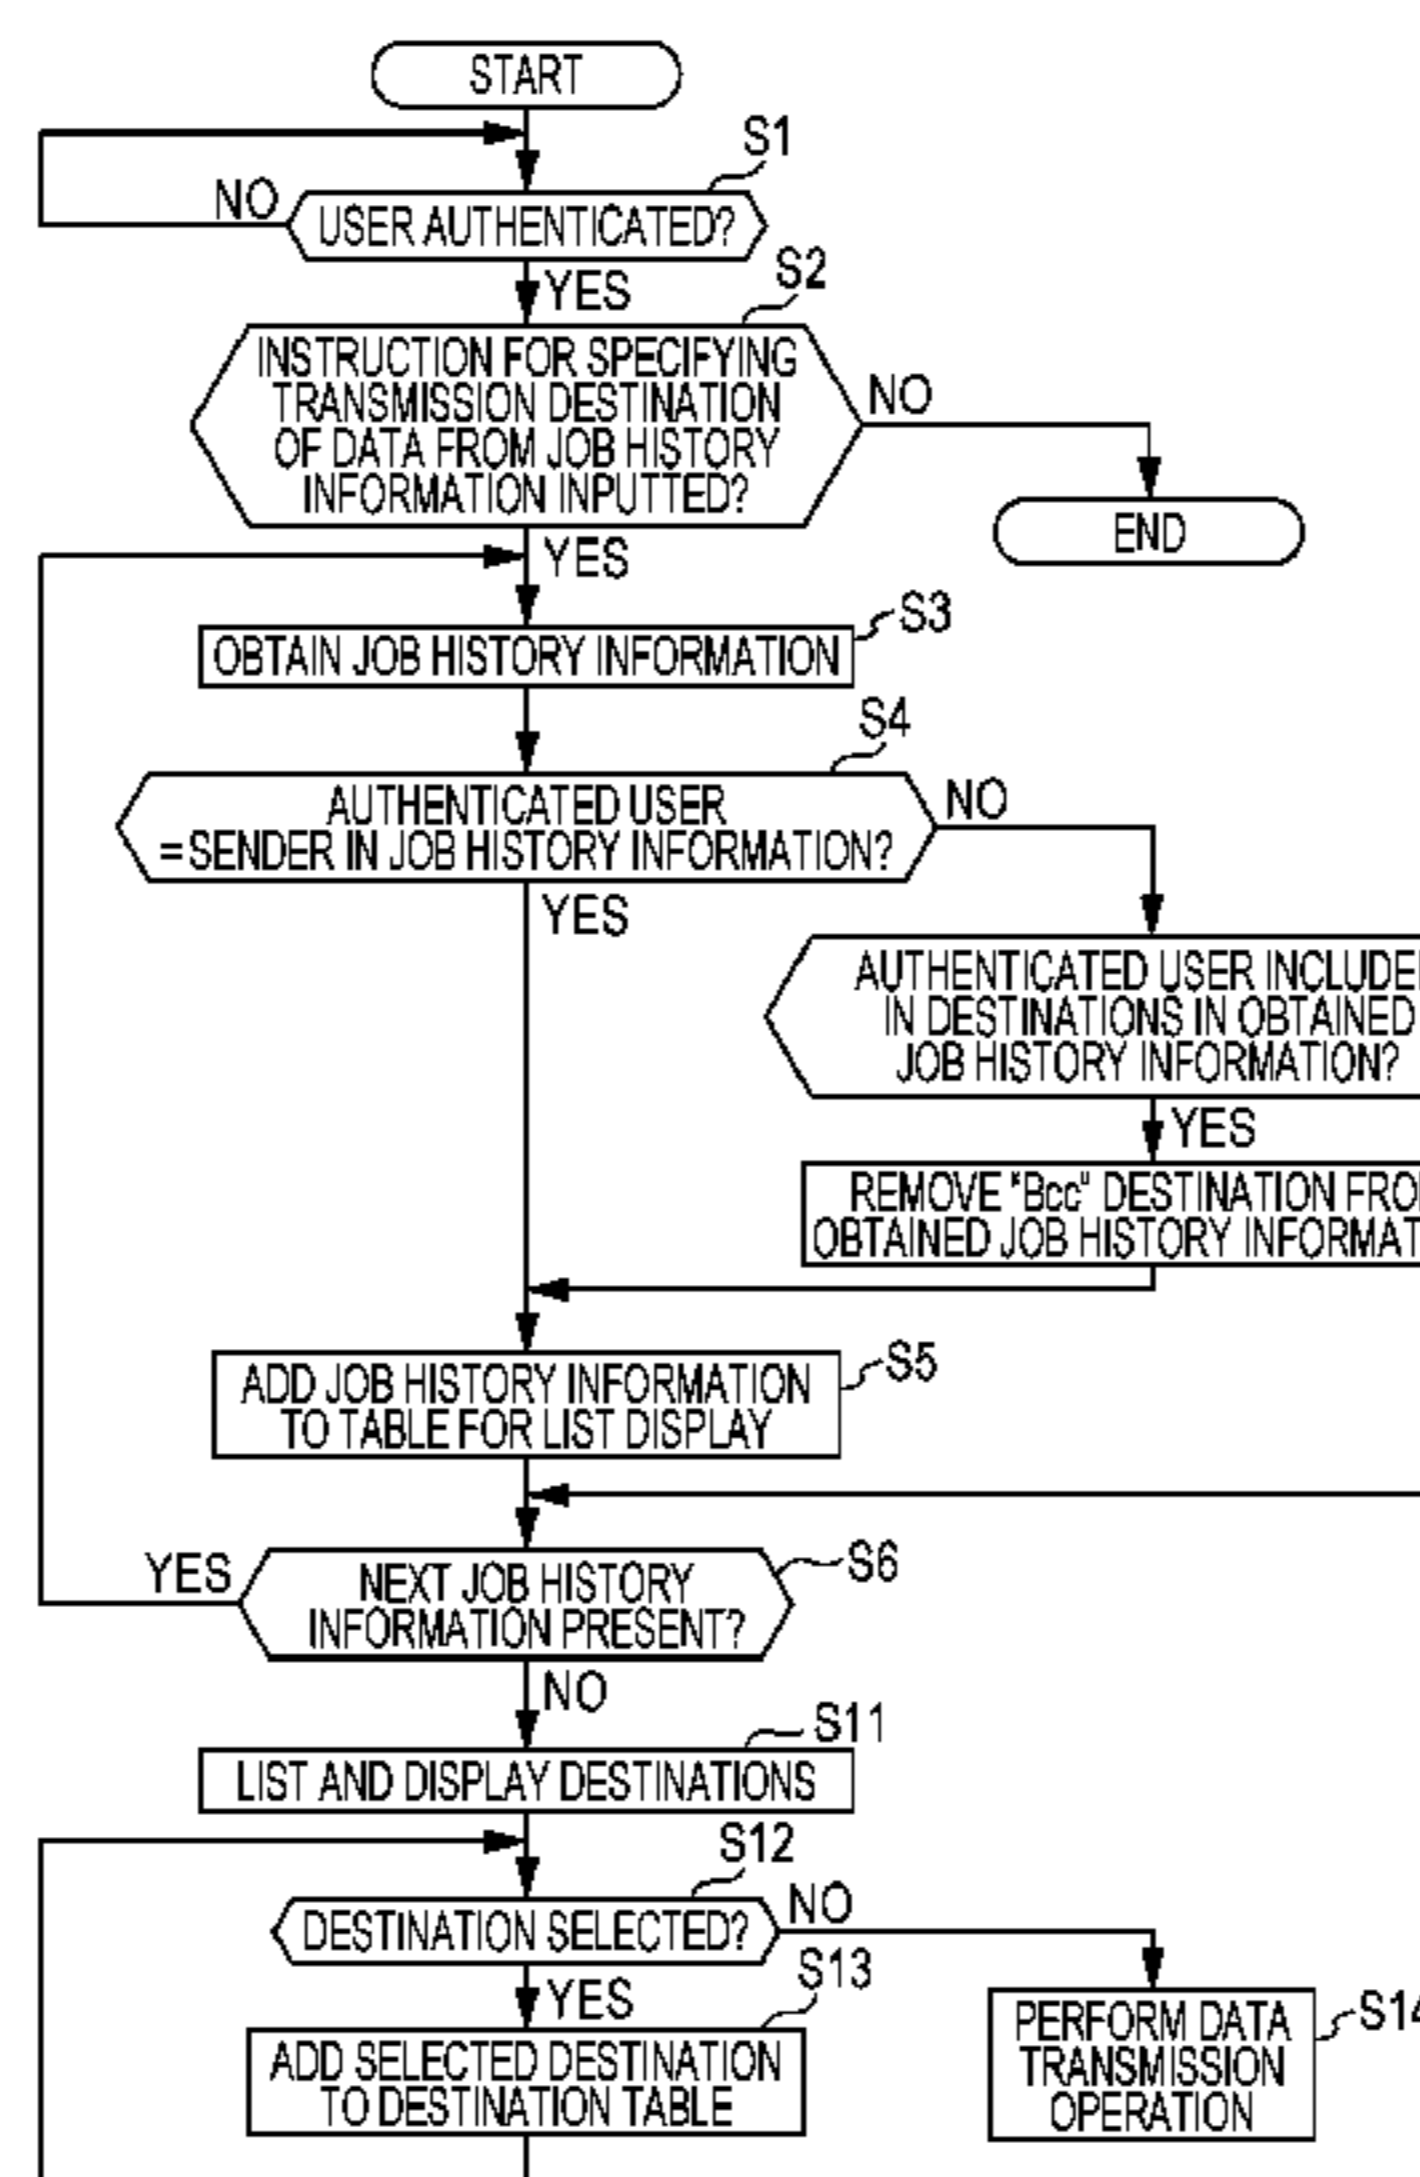 START
S1
NO
USER AUTHENTICATED?
YES
S2
INSTRUCTION FOR SPECIFYING
TRANSMISSION DESTINATION
OF DATA FROM JOB HISTORY
INFORMATION INPUTTED?
NO
END
YES
S3
OBTAIN JOB HISTORY INFORMATION
S4
AUTHENTICATED USER
=SENDER IN JOB HISTORY INFORMATION?
NO
YES
AUTHENTICATED USER
IN DESTINATIONS IN OBTAINED
JOB HISTORY INFORMATION?
YES
REMOVE "Bcc" DESTINATION
OBTAINED JOB HISTORY
S5
ADD JOB HISTORY INFORMATION
TO TABLE FOR LIST DISPLAY
S6
YES
NEXT JOB HISTORY
INFORMATION PRESENT?
NO
S11
LIST AND DISPLAY DESTINATIONS
S12
DESTINATION SELECTED?
NO
YES
S13
ADD SELECTED DESTINATION
TO DESTINATION TABLE
PERFORM DATA
TRANSMISSION
OPERATION
S14